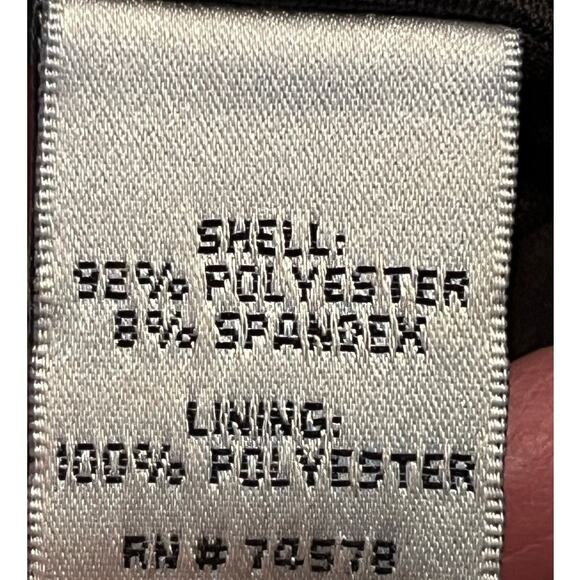 SHELL:
92% POLYESTER
8% SPANDEX
LINING:
100% POLYESTER
RN # 74578